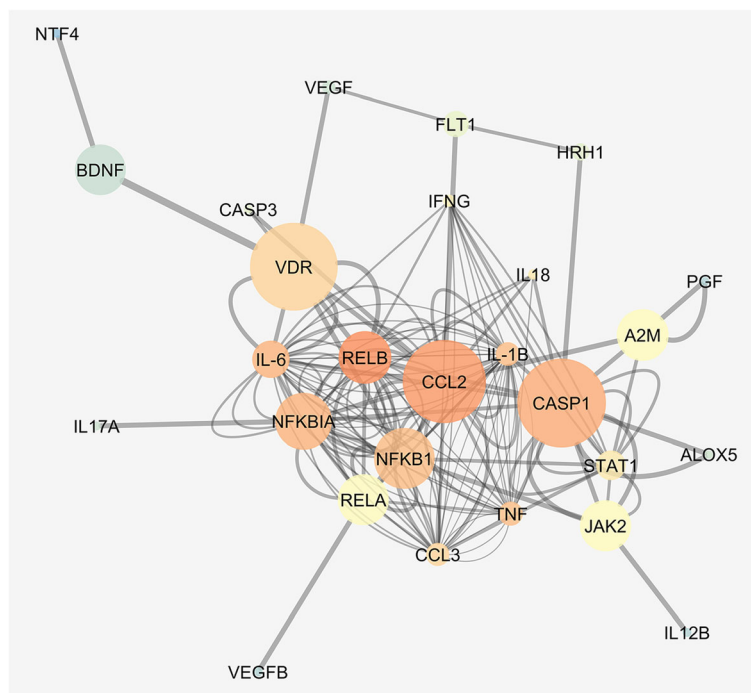 NTF4
VEGF
FLT1
HRH1
BDNF
CASP3
IFNG
VDR
IL18
PGF
A2M
IL-6
RELB
IL-1B
CCL2
CASP1
NFKBIA
IL17A
NFKB1
STAT1
ALOX5
RELA
TNF
JAK2
CCL3
IL12B
VEGFB